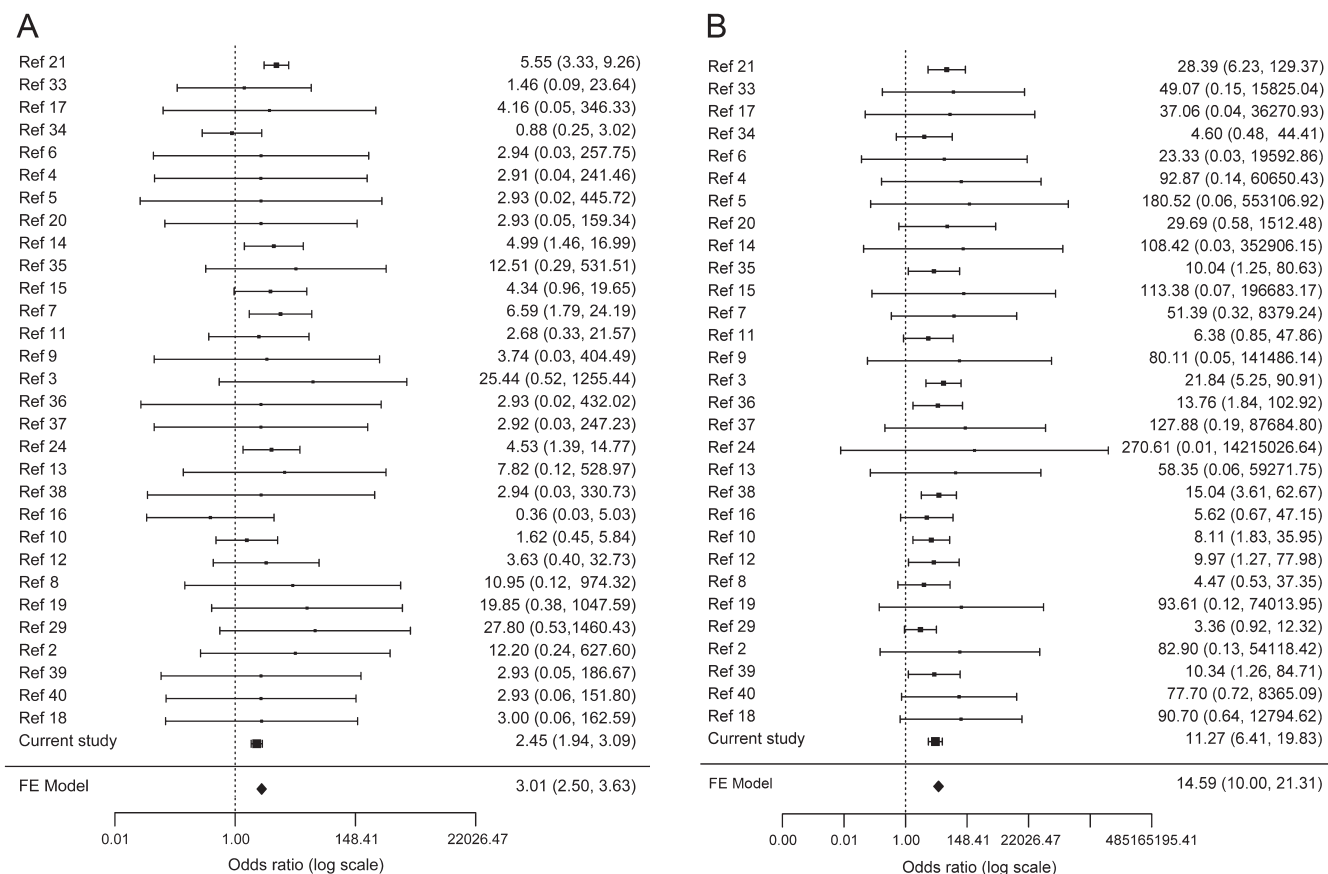 A
Ref 21 5.55 (3.33, 9.26)
Ref 33 1.46 (0.09, 23.64)
Ref 17 4.16 (0.05, 346.33)
Ref 34 0.88 (0.25, 3.02)
Ref 6 2.94 (0.03, 257.75)
Ref 4 2.91 (0.04, 241.46)
Ref 5 2.93 (0.02, 445.72)
Ref 20 2.93 (0.05, 159.34)
Ref 14 4.99 (1.46, 16.99)
Ref 35 12.51 (0.29, 531.51)
Ref 15 4.34 (0.96, 19.65)
Ref 7 6.59 (1.79, 24.19)
Ref 11 2.68 (0.33, 21.57)
Ref 9 3.74 (0.03, 404.49)
Ref 3 25.44 (0.52, 1255.44)
Ref 36 2.93 (0.02, 432.02)
Ref 37 2.92 (0.03, 247.23)
Ref 24 4.53 (1.39, 14.77)
Ref 13 7.82 (0.12, 528.97)
Ref 38 2.94 (0.03, 330.73)
Ref 16 0.36 (0.03, 5.03)
Ref 10 1.62 (0.45, 5.84)
Ref 12 3.63 (0.40, 32.73)
Ref 8 10.95 (0.12, 974.32)
Ref 19 19.85 (0.38, 1047.59)
Ref 29 27.80 (0.53,1460.43)
Ref 2 12.20 (0.24, 627.60)
Ref 39 2.93 (0.05, 186.67)
Ref 40 2.93 (0.06, 151.80)
Ref 18 3.00 (0.06, 162.59)
Current study 2.45 (1.94, 3.09)
FE Model 3.01 (2.50, 3.63)
0.01 1.00 148.41 22026.47
Odds ratio (log scale)
B
Ref 21 28.39 (6.23, 129.37)
Ref 33 49.07 (0.15, 15825.04)
Ref 17 37.06 (0.04, 36270.93)
Ref 34 4.60 (0.48, 44.41)
Ref 6 23.33 (0.03, 19592.86)
Ref 4 92.87 (0.14, 60650.43)
Ref 5 180.52 (0.06, 553106.92)
Ref 20 29.69 (0.58, 1512.48)
Ref 14 108.42 (0.03, 352906.15)
Ref 35 10.04 (1.25, 80.63)
Ref 15 113.38 (0.07, 196683.17)
Ref 7 51.39 (0.32, 8379.24)
Ref 11 6.38 (0.85, 47.86)
Ref 9 80.11 (0.05, 141486.14)
Ref 3 21.84 (5.25, 90.91)
Ref 36 13.76 (1.84, 102.92)
Ref 37 127.88 (0.19, 87684.80)
Ref 24 270.61 (0.01, 14215026.64)
Ref 13 58.35 (0.06, 59271.75)
Ref 38 15.04 (3.61, 62.67)
Ref 16 5.62 (0.67, 47.15)
Ref 10 8.11 (1.83, 35.95)
Ref 12 9.97 (1.27, 77.98)
Ref 8 4.47 (0.53, 37.35)
Ref 19 93.61 (0.12, 74013.95)
Ref 29 3.36 (0.92, 12.32)
Ref 2 82.90 (0.13, 54118.42)
Ref 39 10.34 (1.26, 84.71)
Ref 40 77.70 (0.72, 8365.09)
Ref 18 90.70 (0.64, 12794.62)
Current study 11.27 (6.41, 19.83)
FE Model 14.59 (10.00, 21.31)
0.00 0.01 1.00 148.41 22026.47 485165195.41
Odds ratio (log scale)